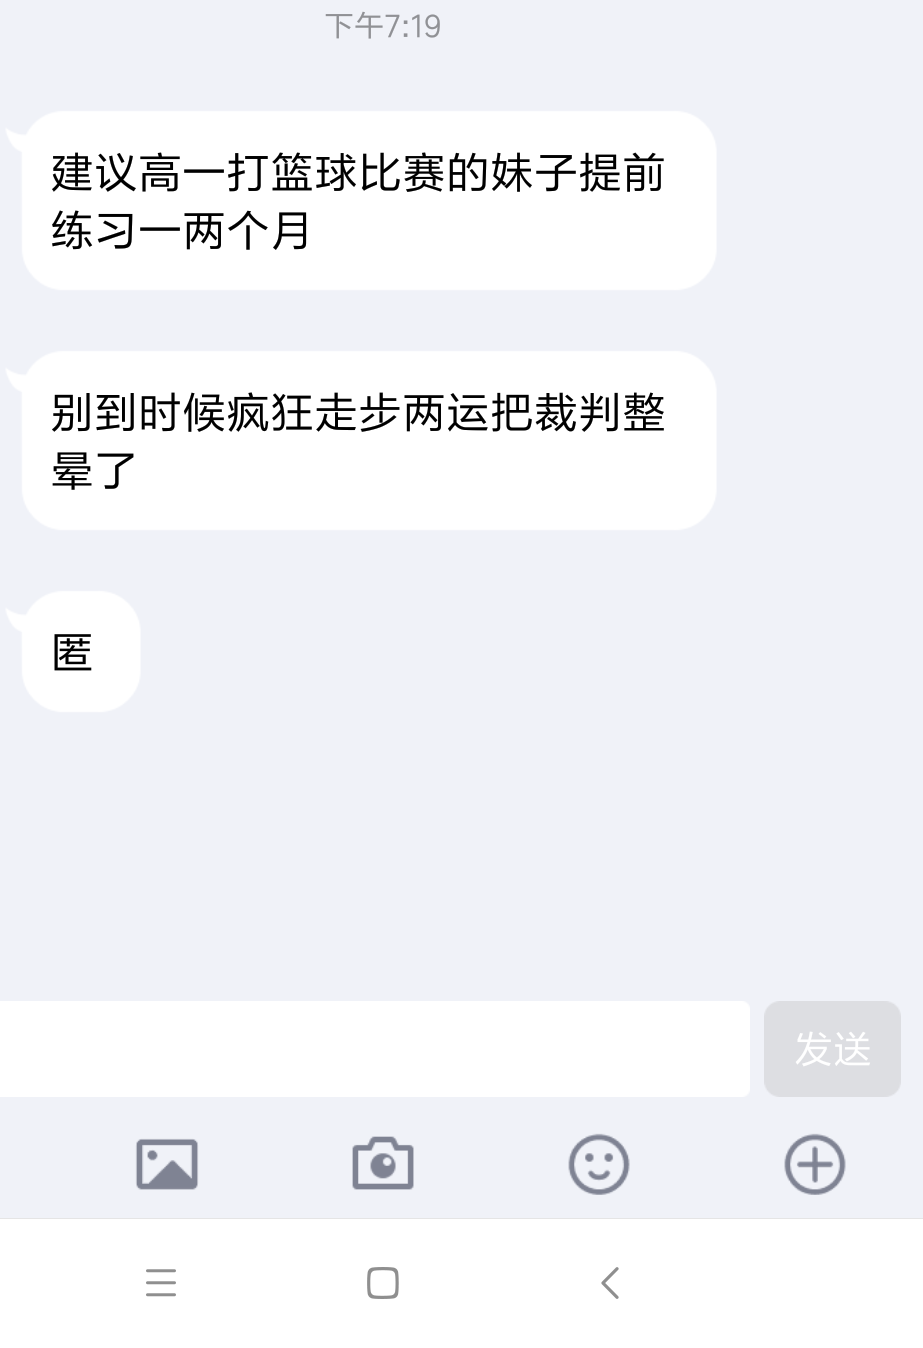 下午7:19
建议高一打篮球比赛的妹子提前
练习一两个月
别到时候疯狂走步两运把裁判整
晕了
匿
发送